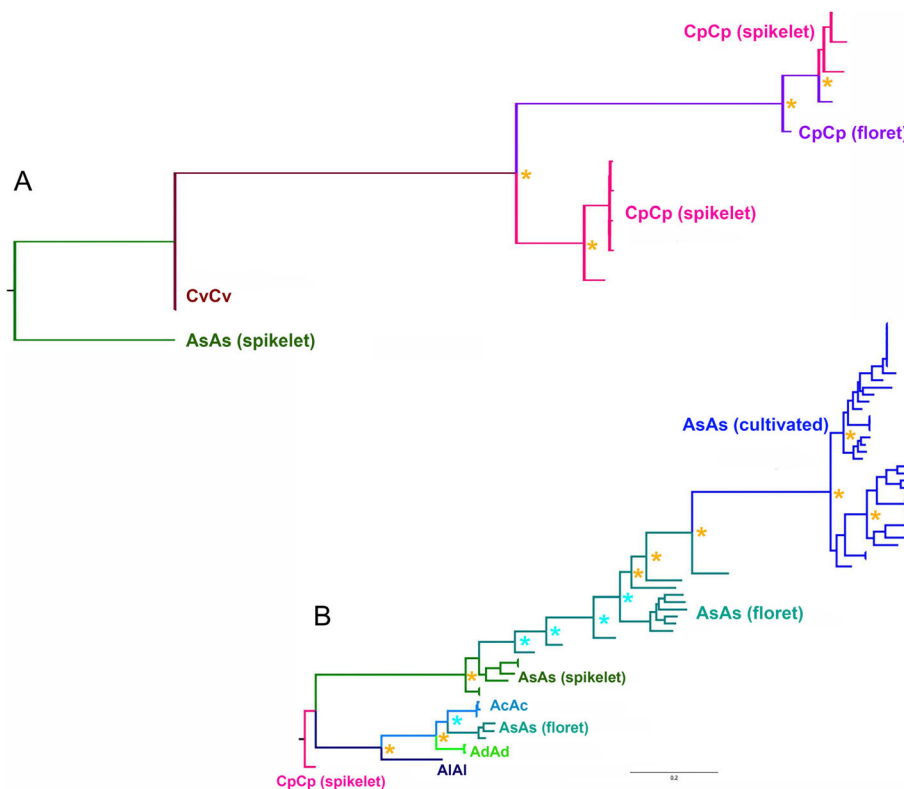 CpCp (spikelet)
CpCp (floret)
A
CpCp (spikelet)
CvCv
AsAs (spikelet)
AsAs (cultivated)
B
AsAs (floret)
AsAs (spikelet)
AcAc
AsAs (floret)
AdAd
AlAl
CpCp (spikelet)
0.2